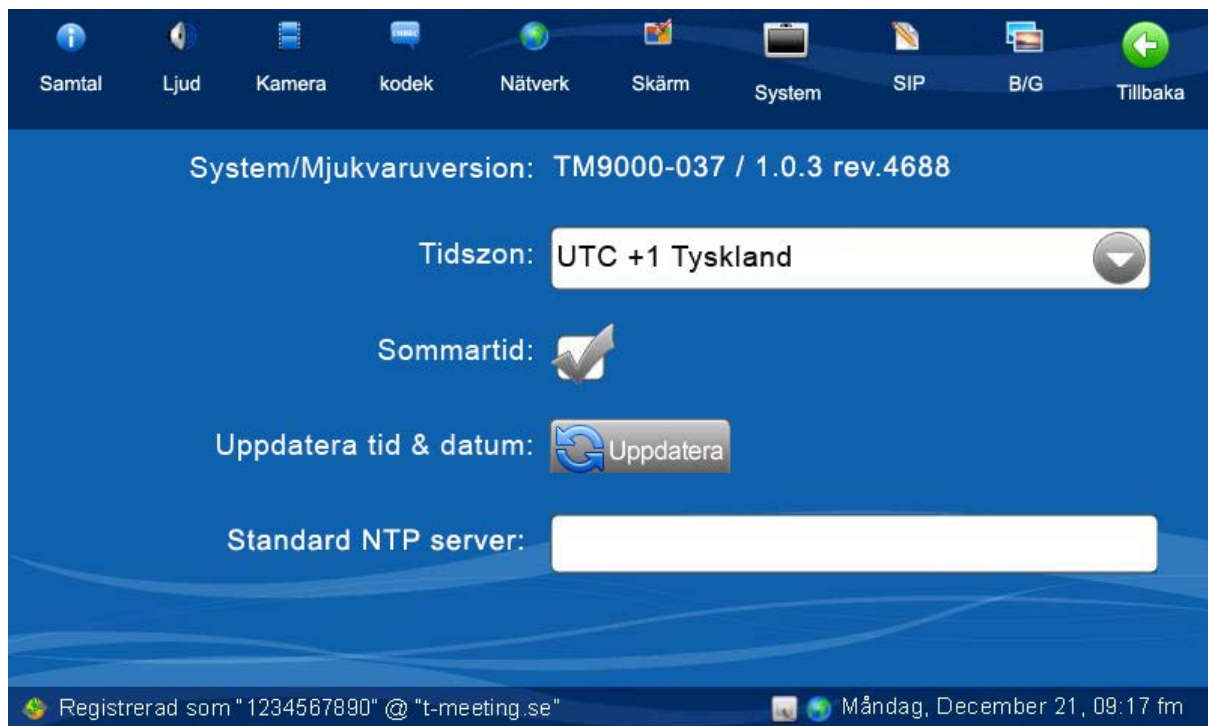 Samtal Ljud Kamera kodek Nätverk Skärm System SIP B/G Tillbaka
System/Mjukvaruversion: TM9000-037 / 1.0.3 rev.4688
Tidszon: UTC +1 Tyskland
Sommartid:
Uppdatera tid & datum: Uppdatera
Standard NTP server:
Registrerad som "1234567890" @ "t-meeting.se" Måndag, December 21, 09:17 fm